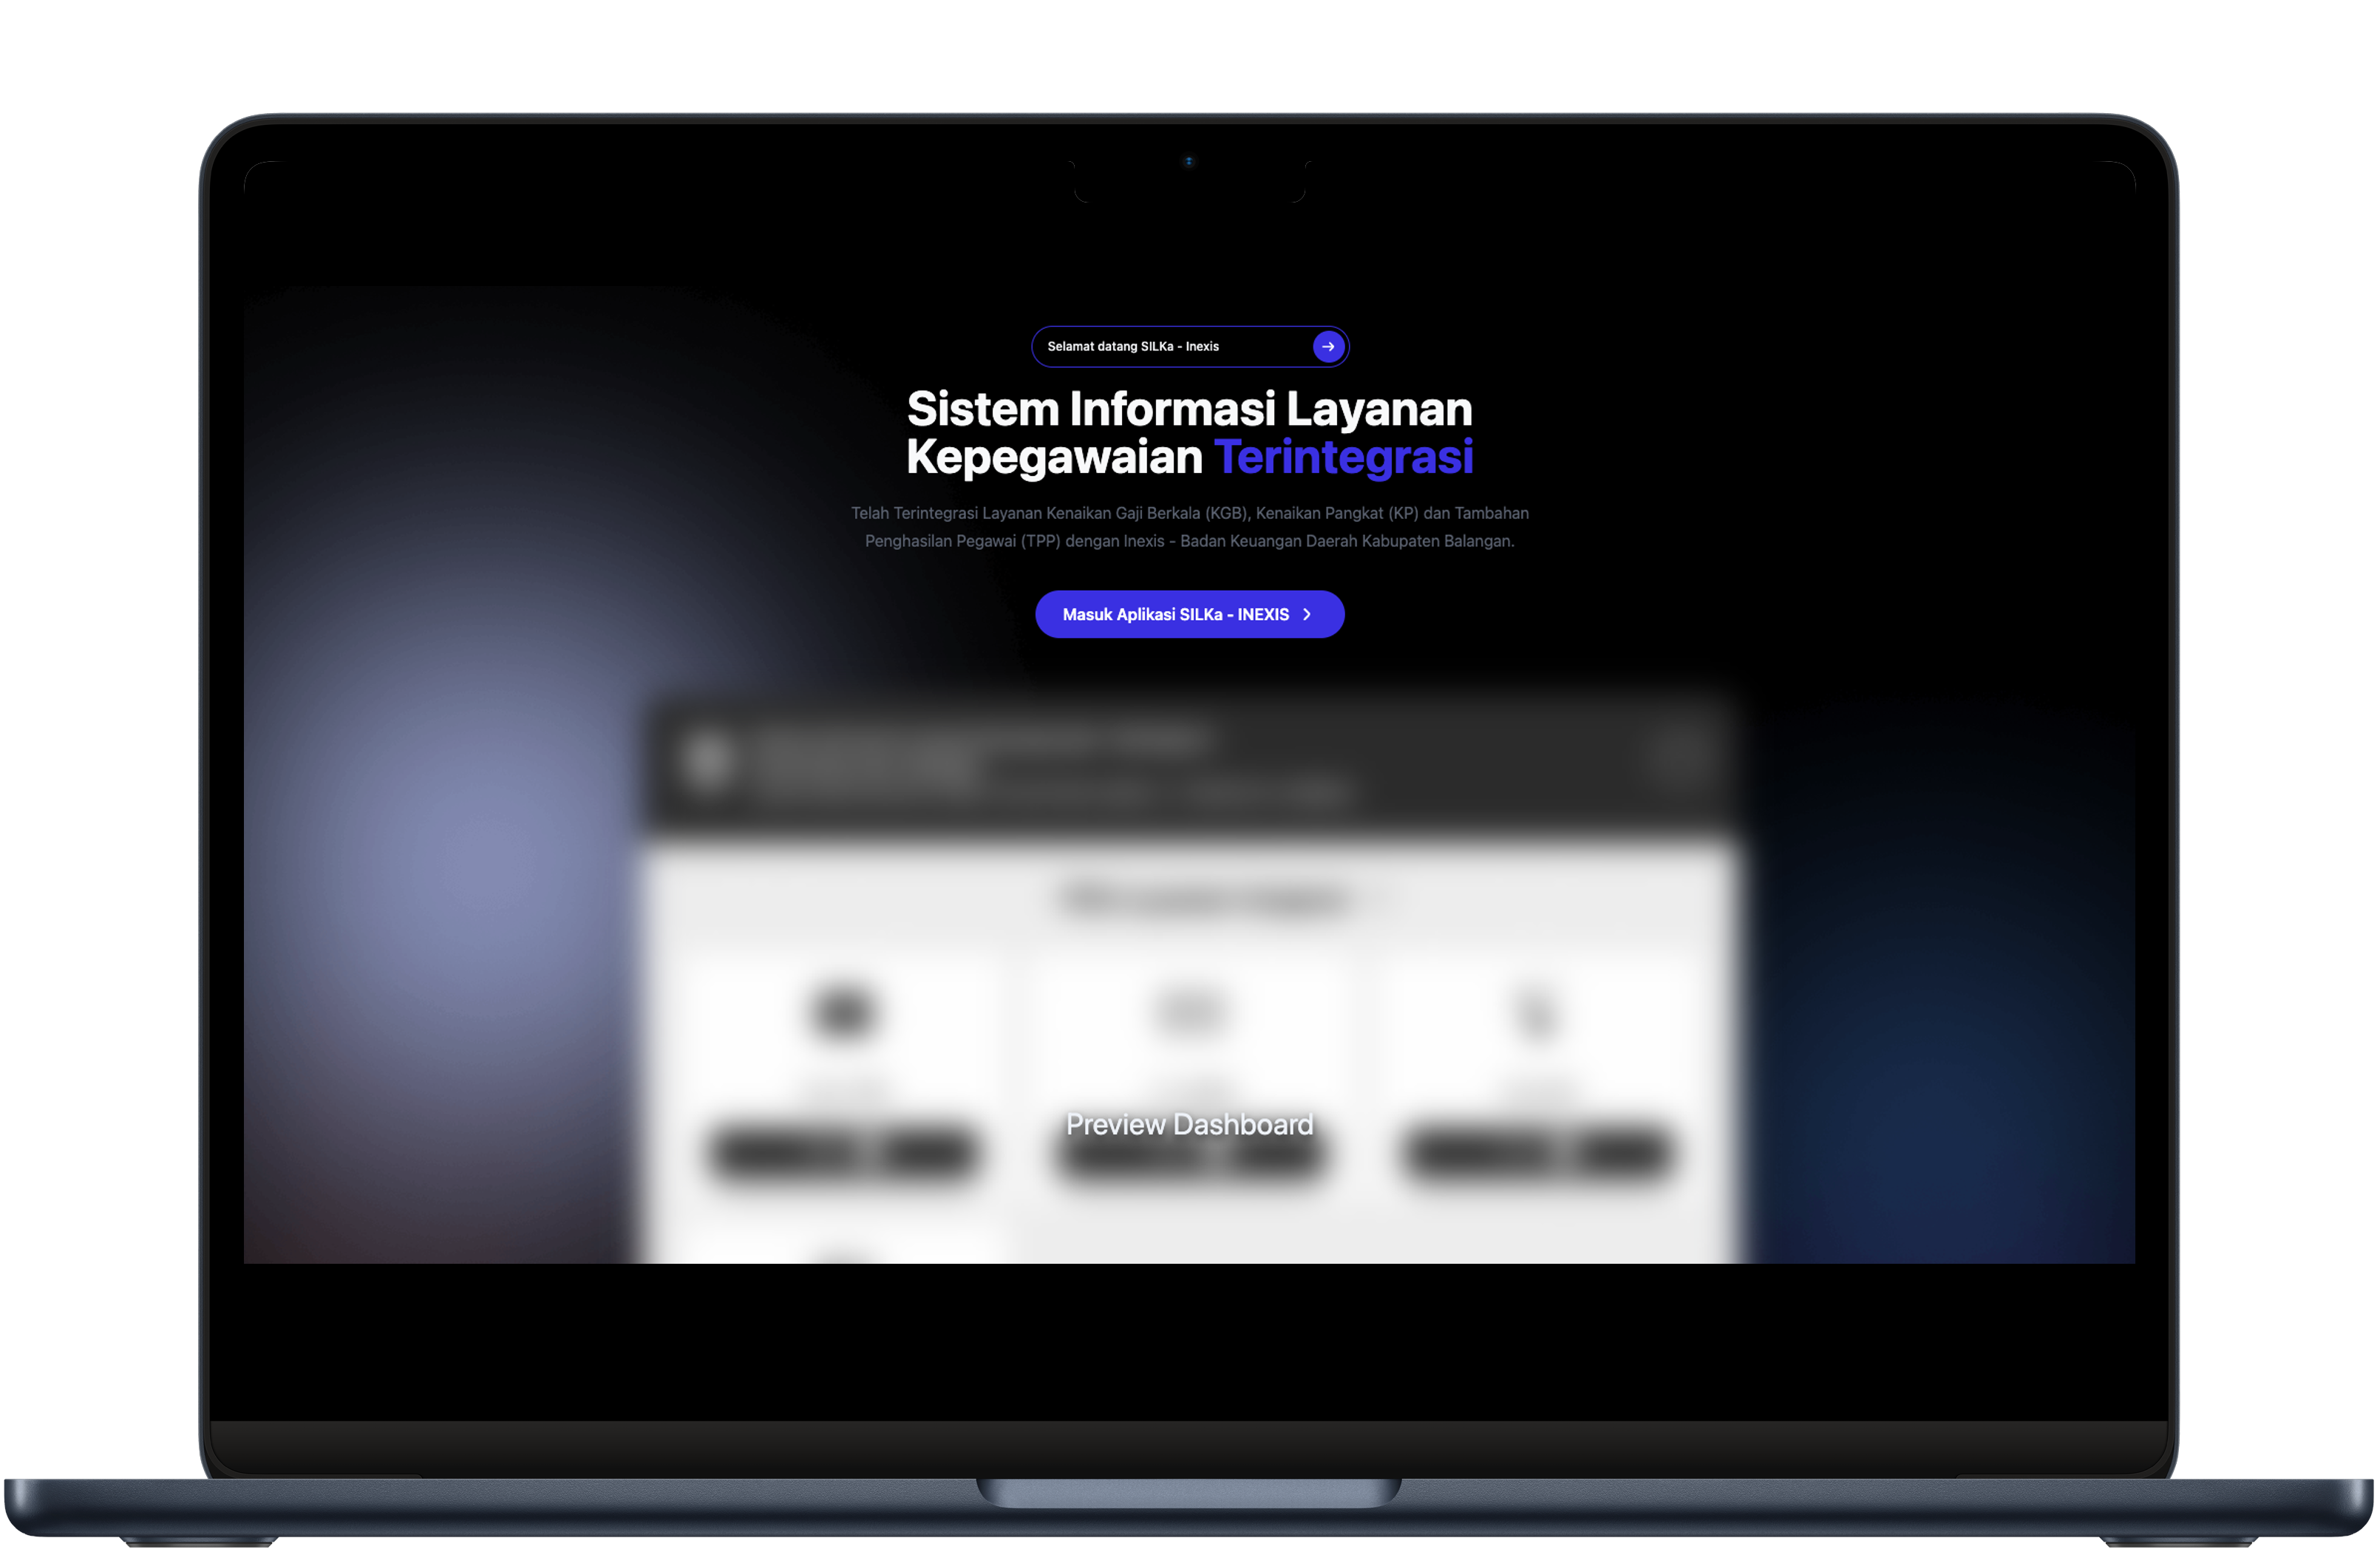 Selamat datang SILKa - Inexis
Sistem Informasi Layanan
Kepegawaian Terintegrasi
Telah Terintegrasi Layanan Kenaikan Gaji Berkala (KGB), Kenaikan Pangkat (KP) dan Tambahan
Penghasilan Pegawai (TPP) dengan Inexis - Badan Keuangan Daerah Kabupaten Balangan.
Masuk Aplikasi SILKa - INEXIS
Preview Dashboard